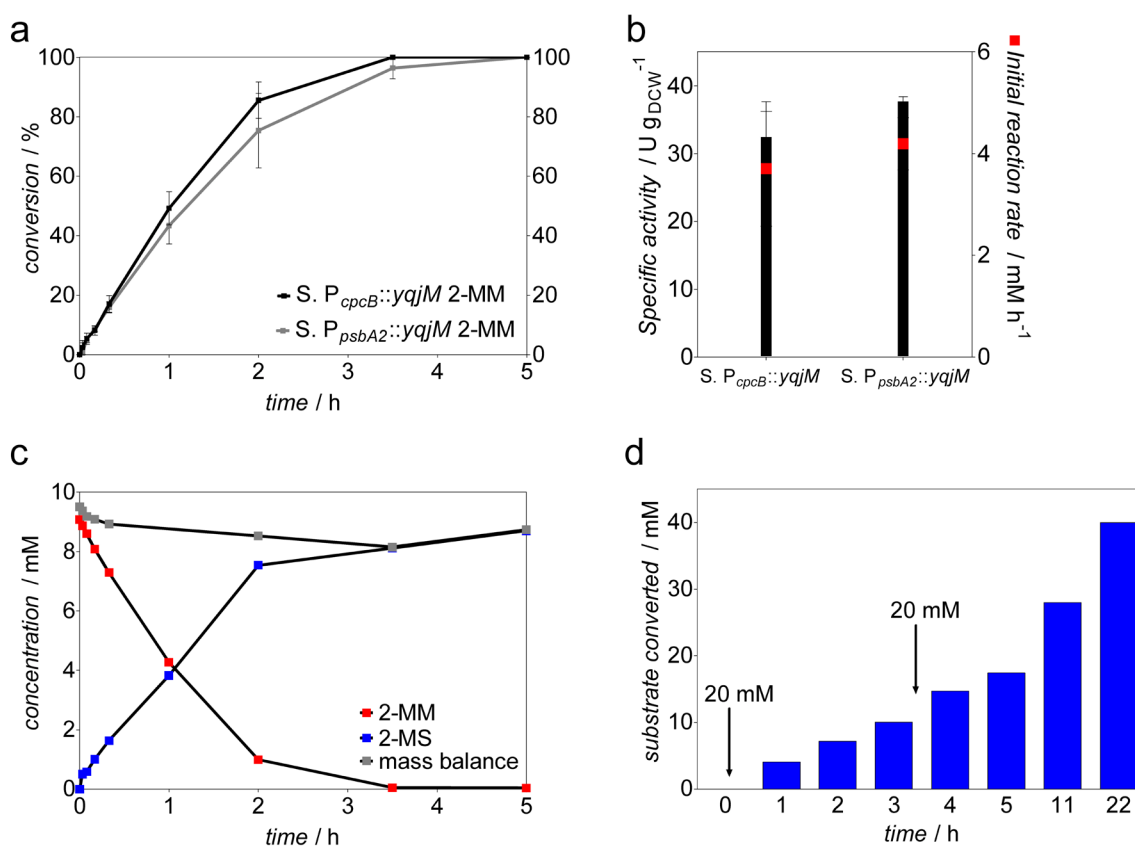 a
conversion / %
100
80
60
40
20
0
100
80
60
40
20
0
S. PcpcB::yqjM 2-MM
S. PpsbA2::yqjM 2-MM
0 1 2 3 4 5
time / h
b
Specific activity / U gDCW-1
40
30
20
10
0
6
4
2
0
Initial reaction rate / mM h-1
S. PcpcB::yqjM S. PpsbA2::yqjM
c
concentration / mM
10
8
6
4
2
0
2-MM
2-MS
mass balance
0 1 2 3 4 5
time / h
d
substrate converted / mM
40
30
20
10
0
20 mM
20 mM
0 1 2 3 4 5 11 22
time / h